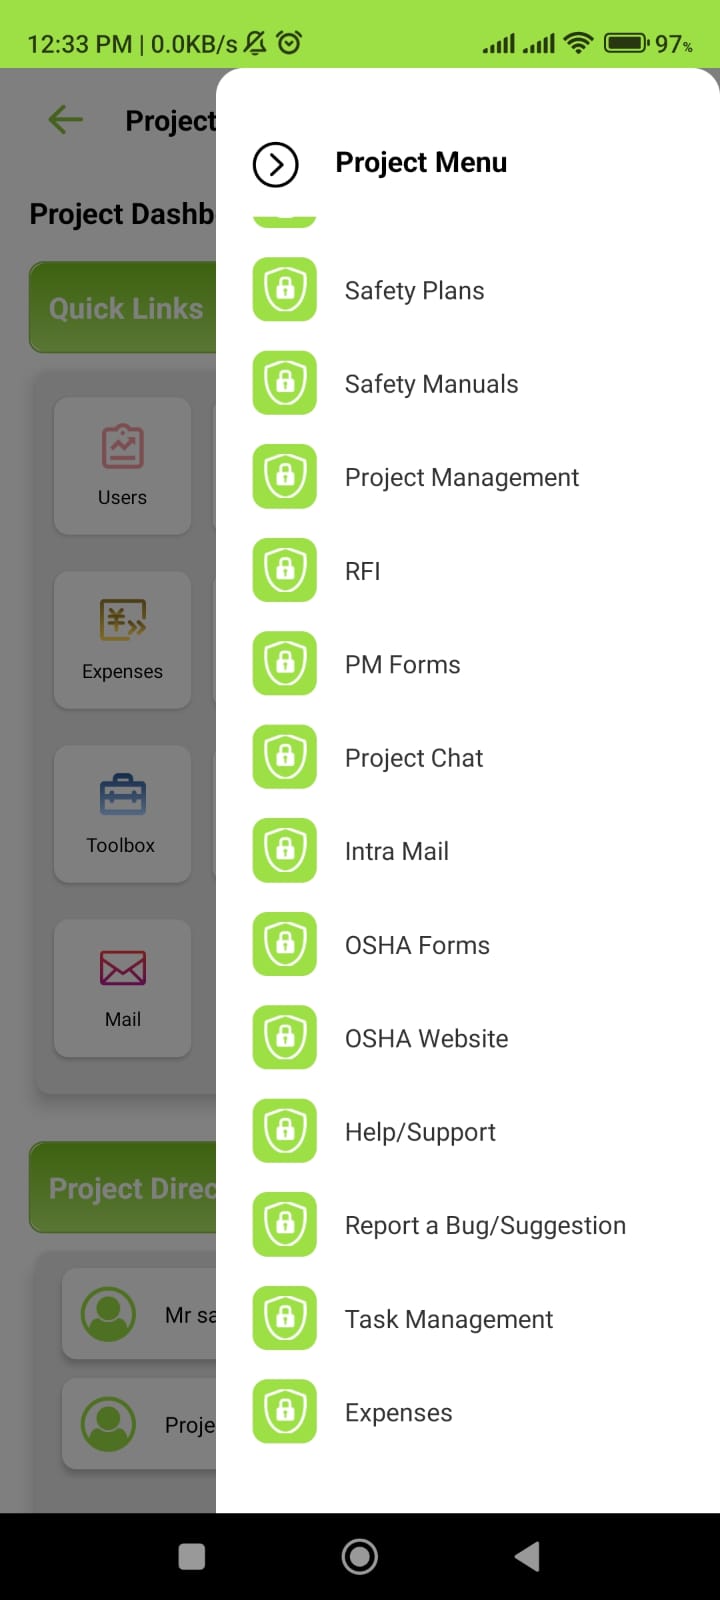 12:33 PM | 0.0KB/s
97%
Project
Project Menu
Project Dashb
Quick Links
Safety Plans
Safety Manuals
Project Management
Users
RFI
Expenses
PM Forms
Project Chat
Toolbox
Intra Mail
OSHA Forms
Mail
OSHA Website
Help/Support
Project Direc
Report a Bug/Suggestion
Mr sa
Task Management
Proje
Expenses